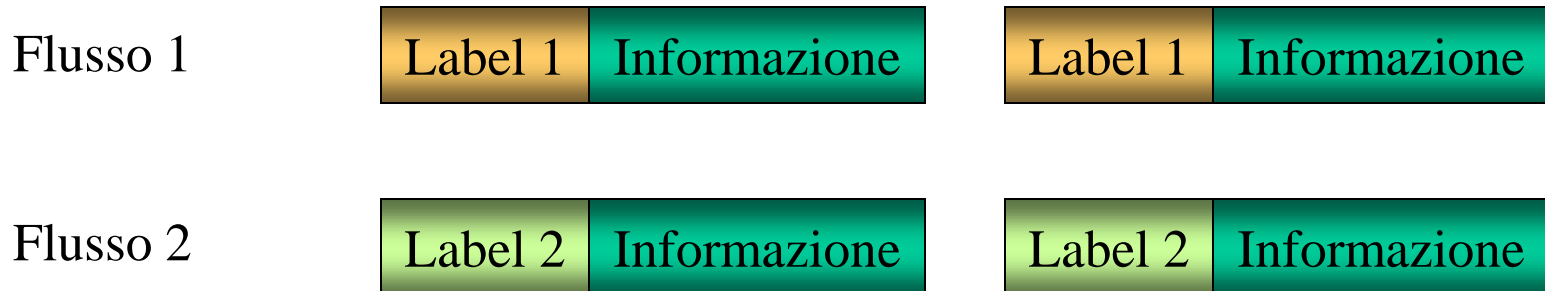 Flusso 1 Label 1 Informazione Label 1 Informazione
Flusso 2 Label 2 Informazione Label 2 Informazione